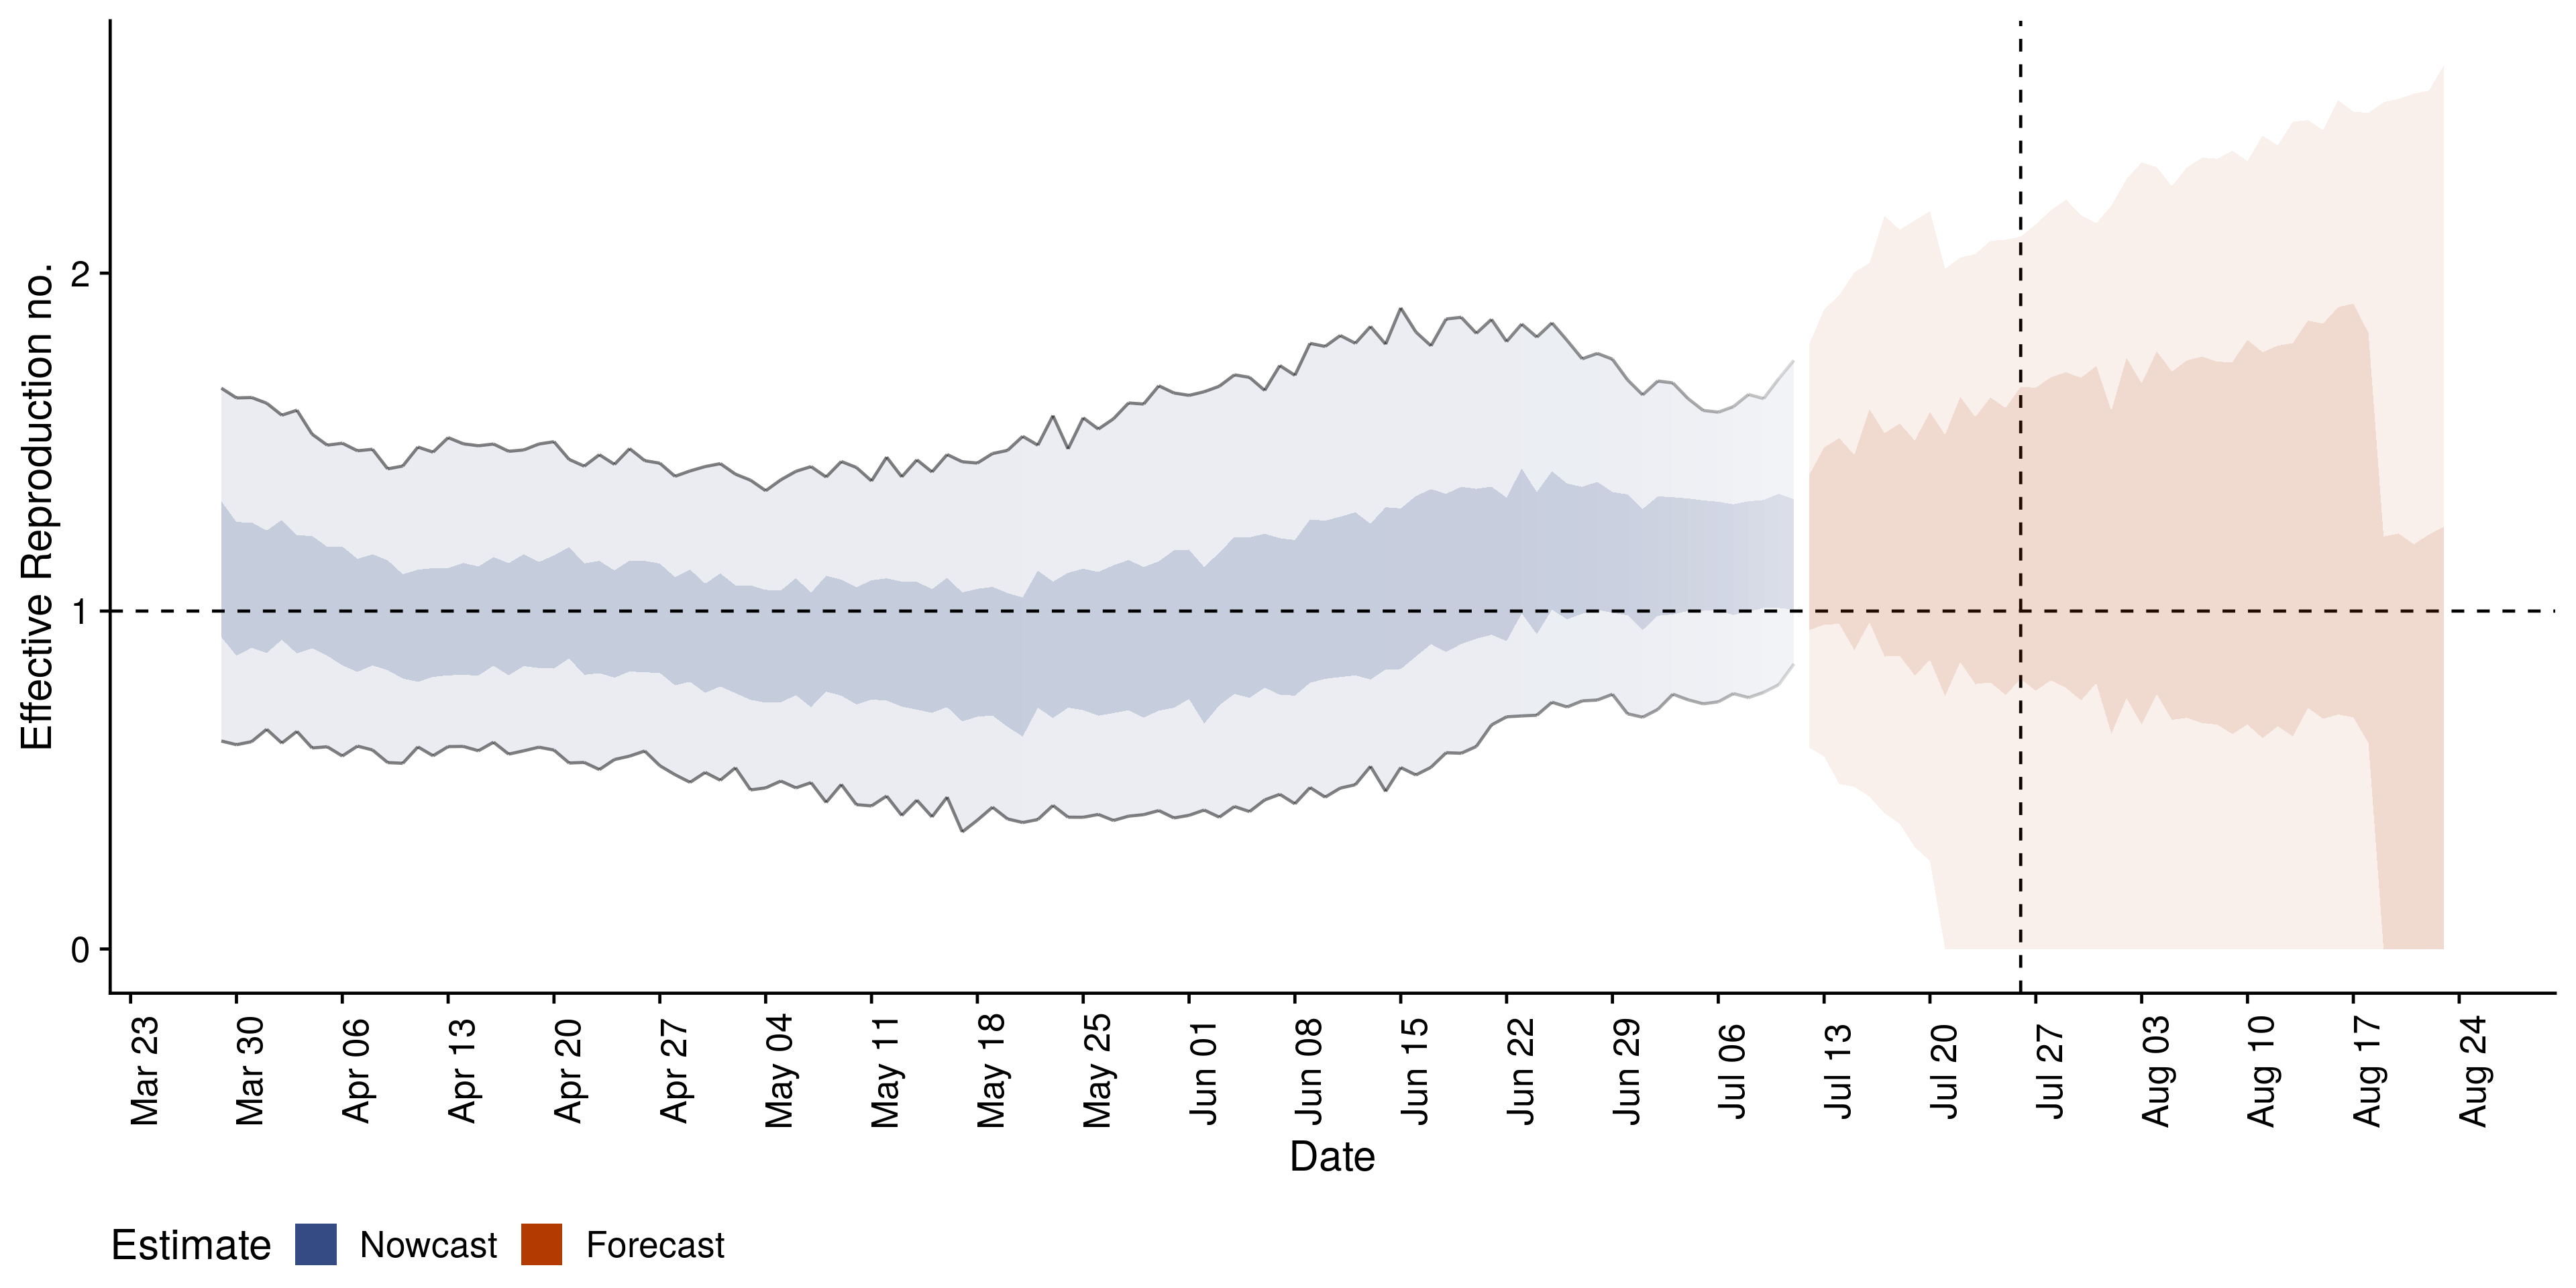 Effective Reproduction no.
2
1
0
Mar 23
Mar 30
Apr 06
Apr 13
Apr 20
Apr 27
May 04
May 11
May 18
May 25
Jun 01
Jun 08
Jun 15
Jun 22
Jun 29
Jul 06
Jul 13
Jul 20
Jul 27
Aug 03
Aug 10
Aug 17
Aug 24
Date
Estimate Nowcast Forecast